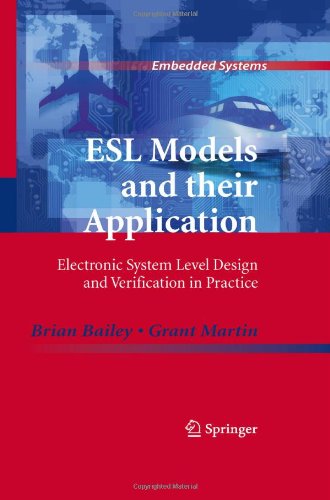 Embedded Systems
ESL Models
and their
Application
Electronic System Level Design
and Verification in Practice
Brian Bailey • Grant Martin
Springer